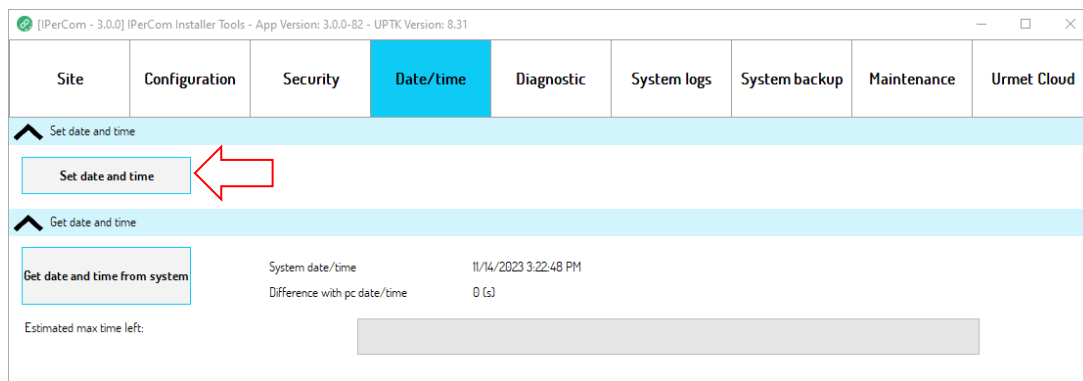 [IPerCom - 3.0.0] IPerCom Installer Tools - App Version: 3.0.0-82 - UPTK Version: 8.31
Site Configuration Security Date/time Diagnostic System logs System backup Maintenance Urmet Cloud
Set date and time
Set date and time
Get date and time
Get date and time from system
System date/time 11/14/2023 3:22:48 PM
Difference with pc date/time 0 (s)
Estimated max time left: